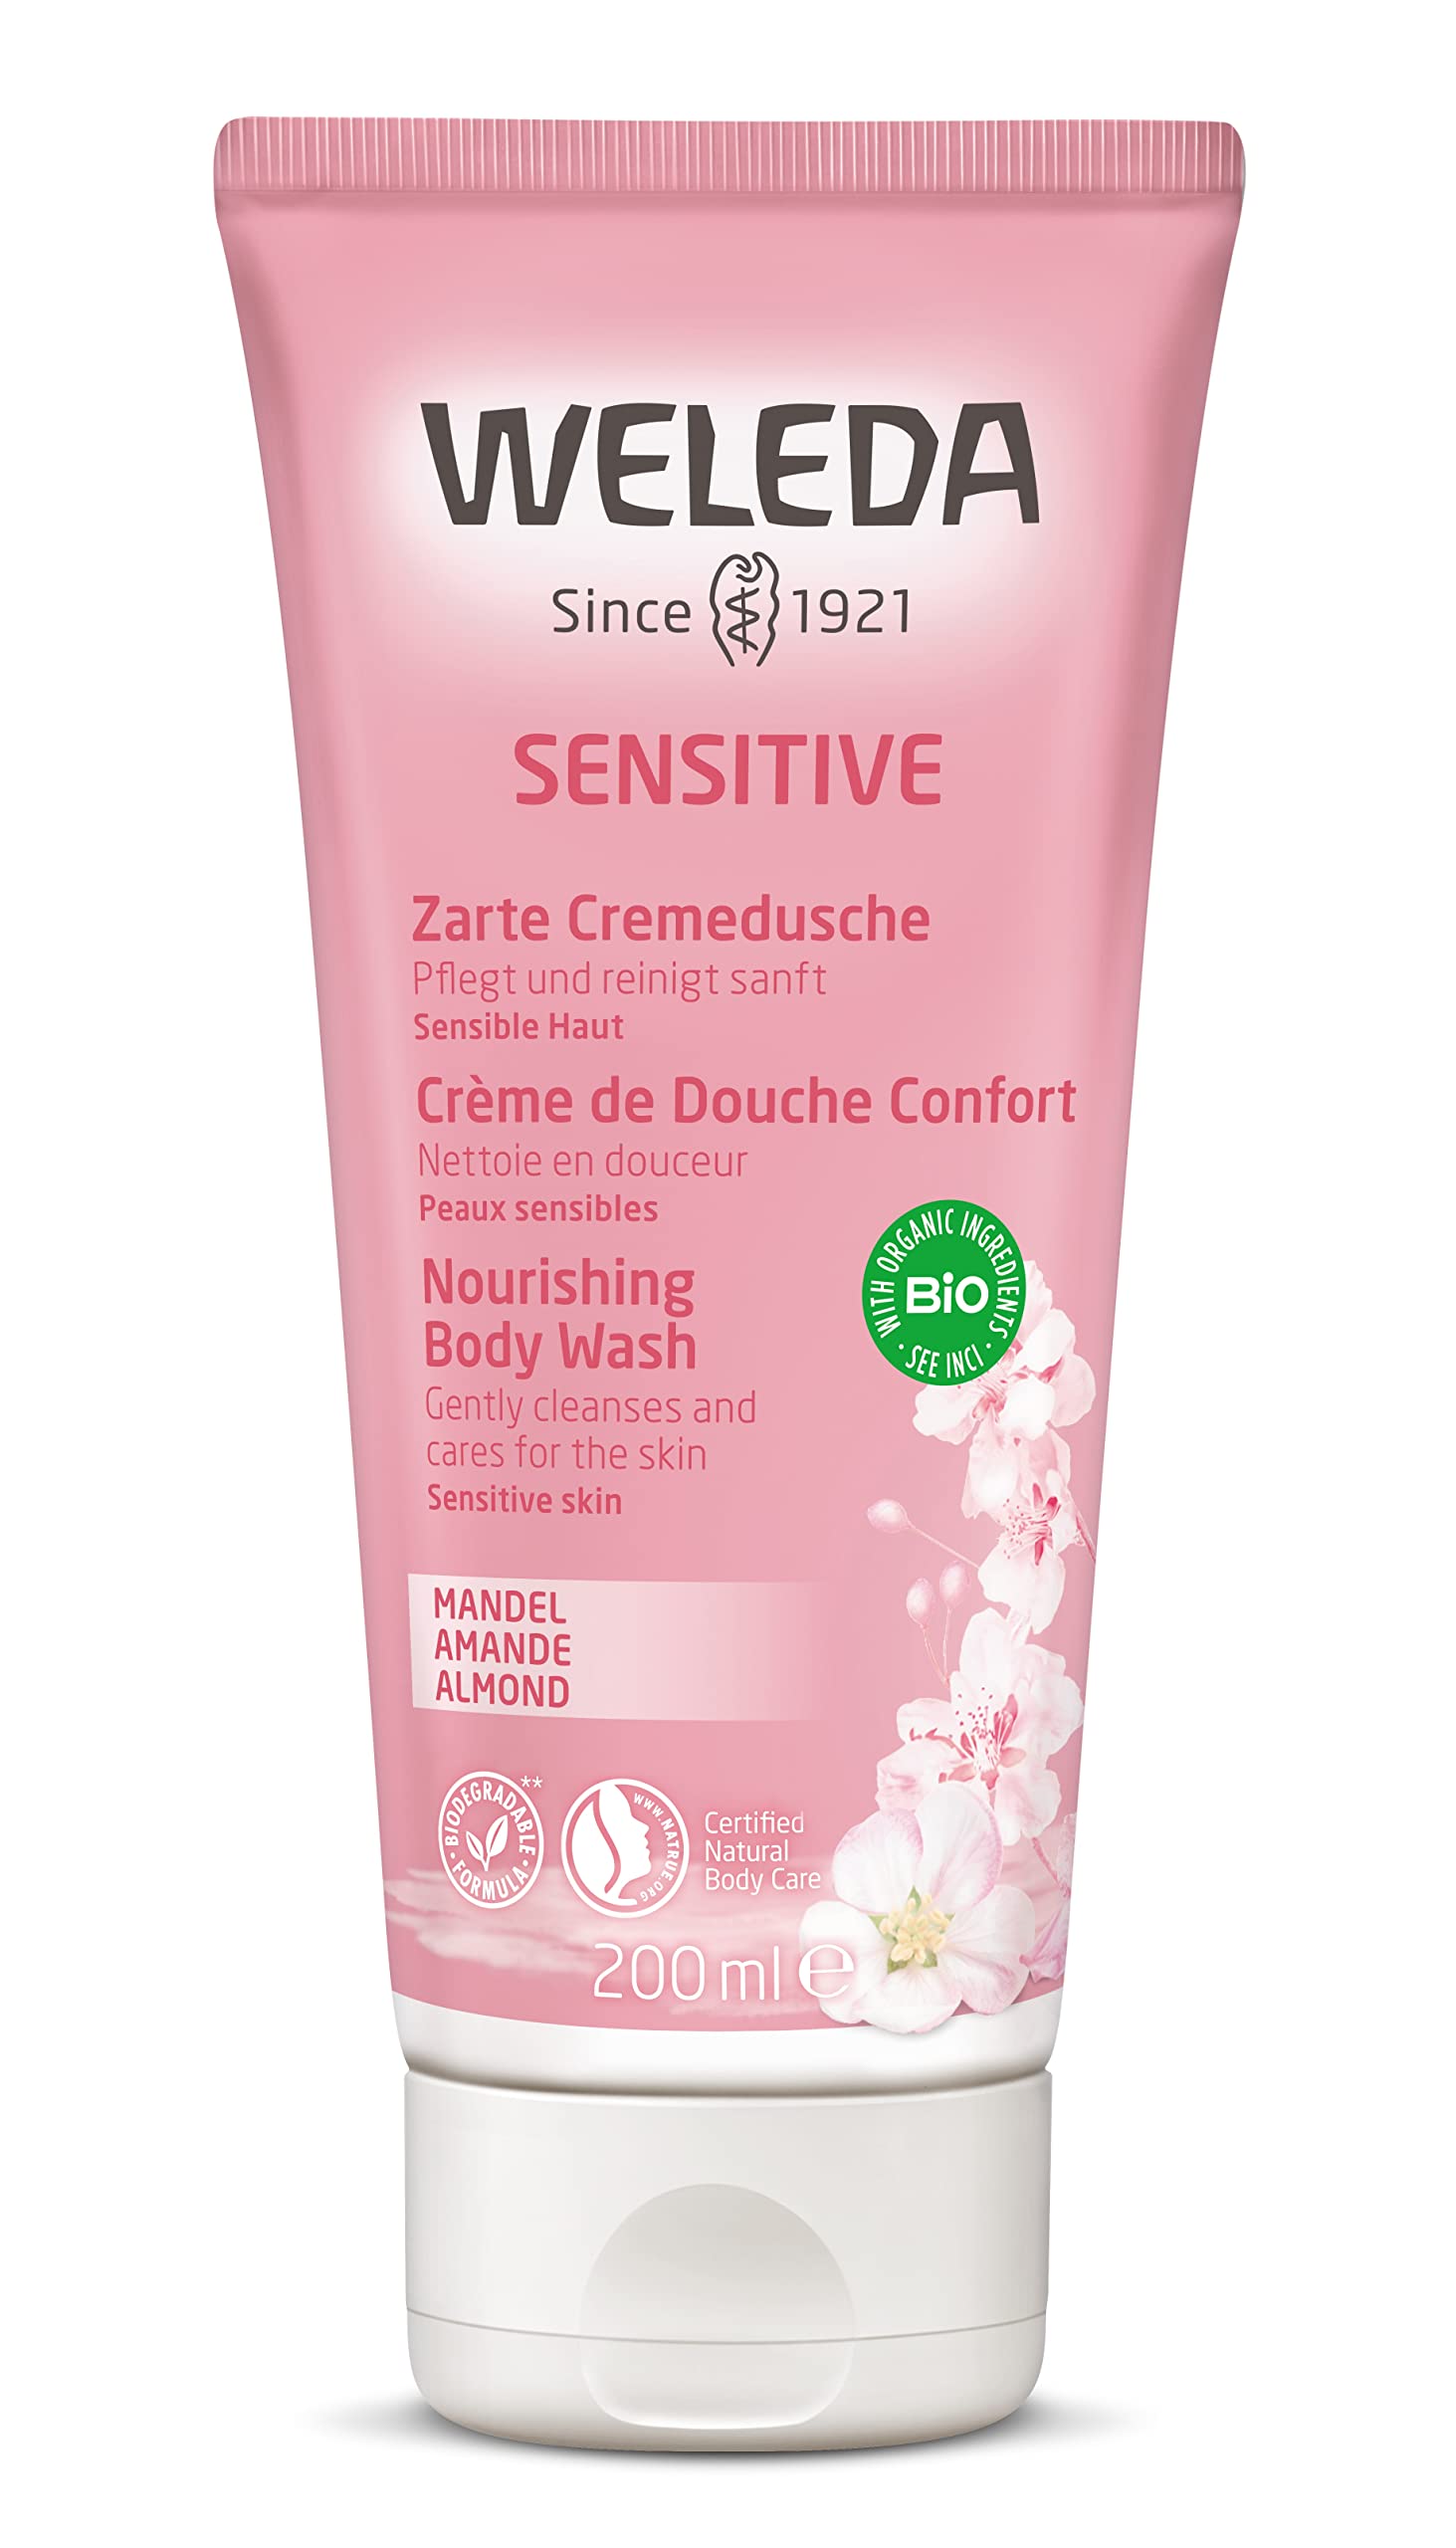 WELEDA
Since 1921
SENSITIVE
Zarte Cremedusche
Pflegt und reinigt sanft
Sensible Haut
Crème de Douche Confort
Nettoie en douceur
Peaux sensibles
Nourishing
Body Wash
Gently cleanses and
cares for the skin
Sensitive skin
WITH ORGANIC INGREDIENTS
BiO
· SEE INCI ·
MANDEL
AMANDE
ALMOND
BIODEGRADABLE**
· FORMULA ·
WWW.NATRUE.ORG
Certified
Natural
Body Care
200 ml ℮